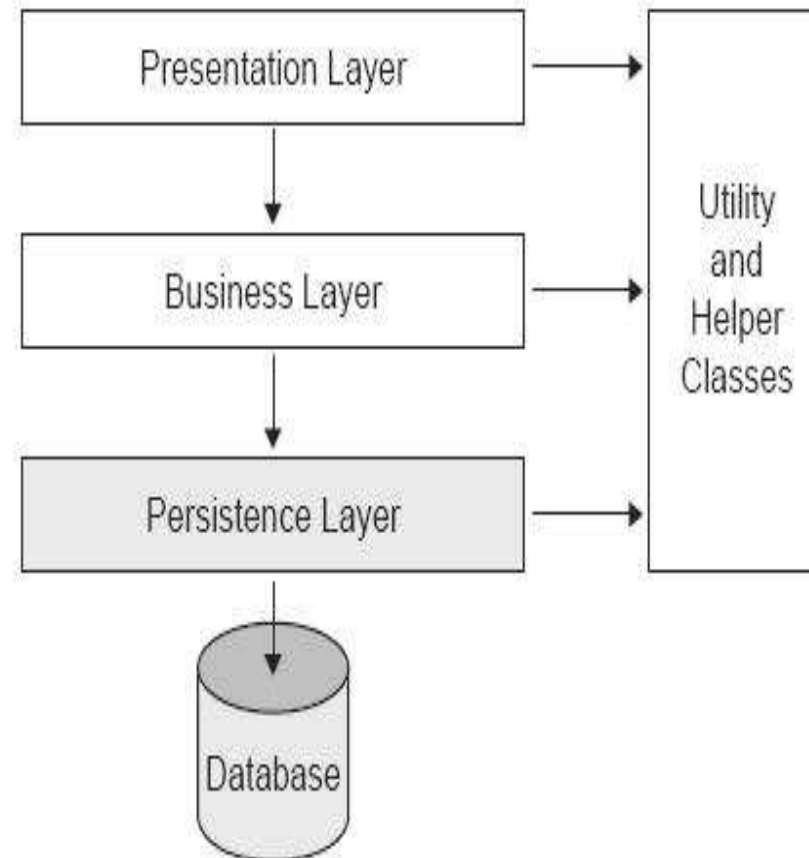 Presentation Layer
Business Layer
Persistence Layer
Database
Utility
and
Helper
Classes